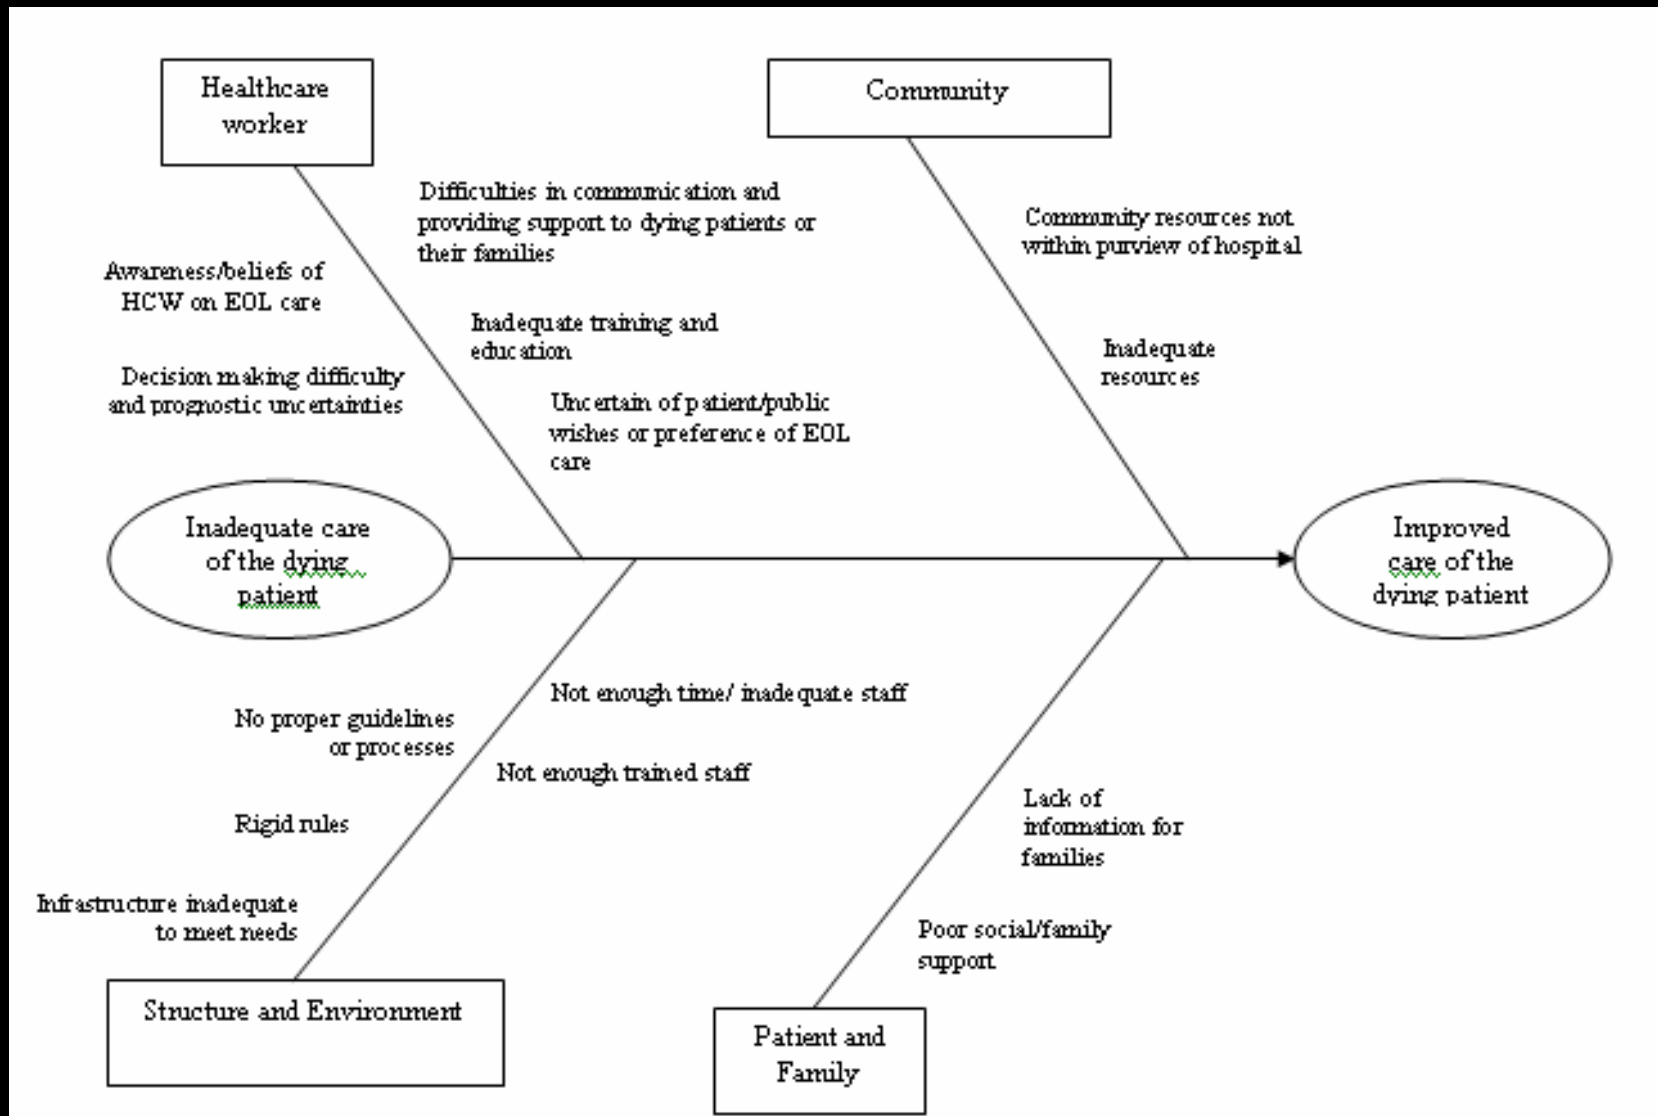 Healthcare
worker
Community
Difficulties in communication and
providing support to dying patients or
their families
Community resources not
within purview of hospital
Awareness/beliefs of
HCW on EOL care
Inadequate training and
education
Inadequate
resources
Decision making difficulty
and prognostic uncertainties
Uncertain of patient/public
wishes or preference of EOL
care
Inadequate care
of the dying
patient
Improved
care of the
dying patient
Not enough time/ inadequate staff
No proper guidelines
or processes
Not enough trained staff
Rigid rules
Lack of
information for
families
Infrastructure inadequate
to meet needs
Poor social/family
support
Structure and Environment
Patient and
Family